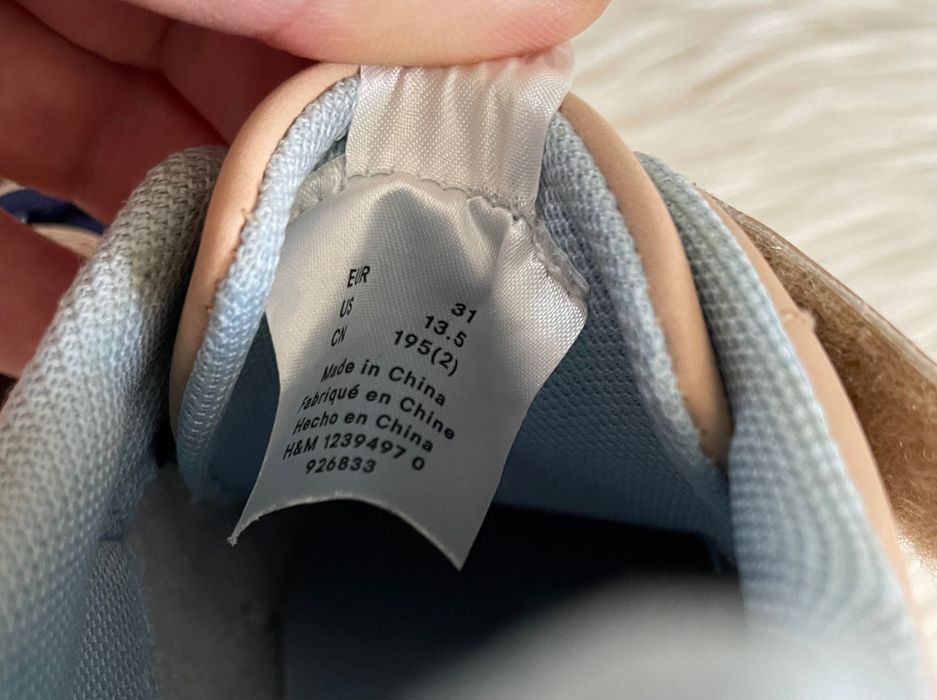 EUR 31
US 13.5
CN 195(2)
Made in China
Fabriqué en Chine
Hecho en China
H&M 1239497 0
926833